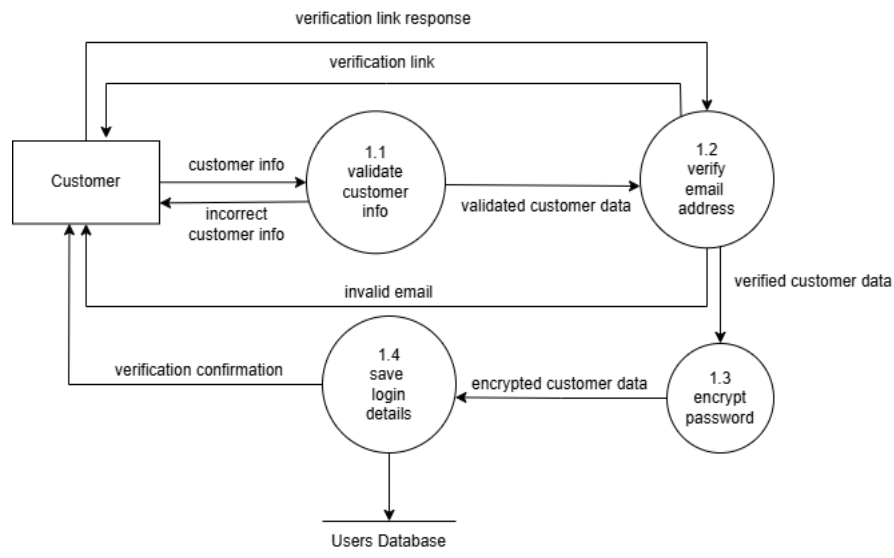 verification link response
verification link
Customer
customer info
incorrect
customer info
1.1
validate
customer
info
validated customer data
1.2
verify
email
address
invalid email
verified customer data
verification confirmation
1.4
save
login
details
encrypted customer data
1.3
encrypt
password
Users Database